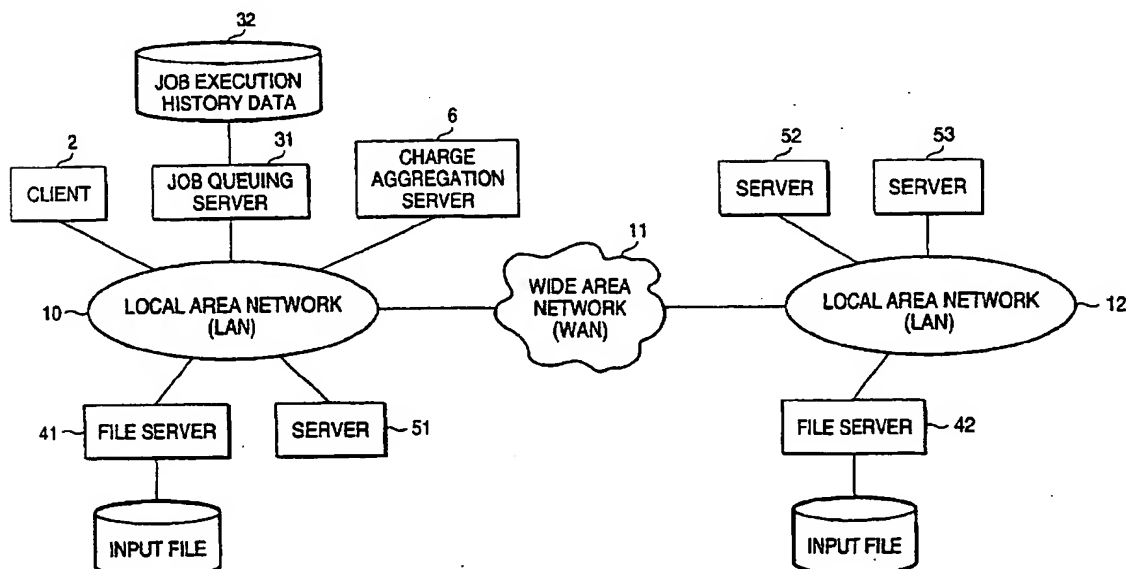 32
JOB EXECUTION
HISTORY DATA
2
CLIENT
31
JOB QUEUING
SERVER
6
CHARGE
AGGREGATION
SERVER
52
SERVER
53
SERVER
10
LOCAL AREA NETWORK
(LAN)
11
WIDE AREA
NETWORK
(WAN)
LOCAL AREA NETWORK
(LAN)
12
41
FILE SERVER
SERVER
51
FILE SERVER
42
INPUT FILE
INPUT FILE